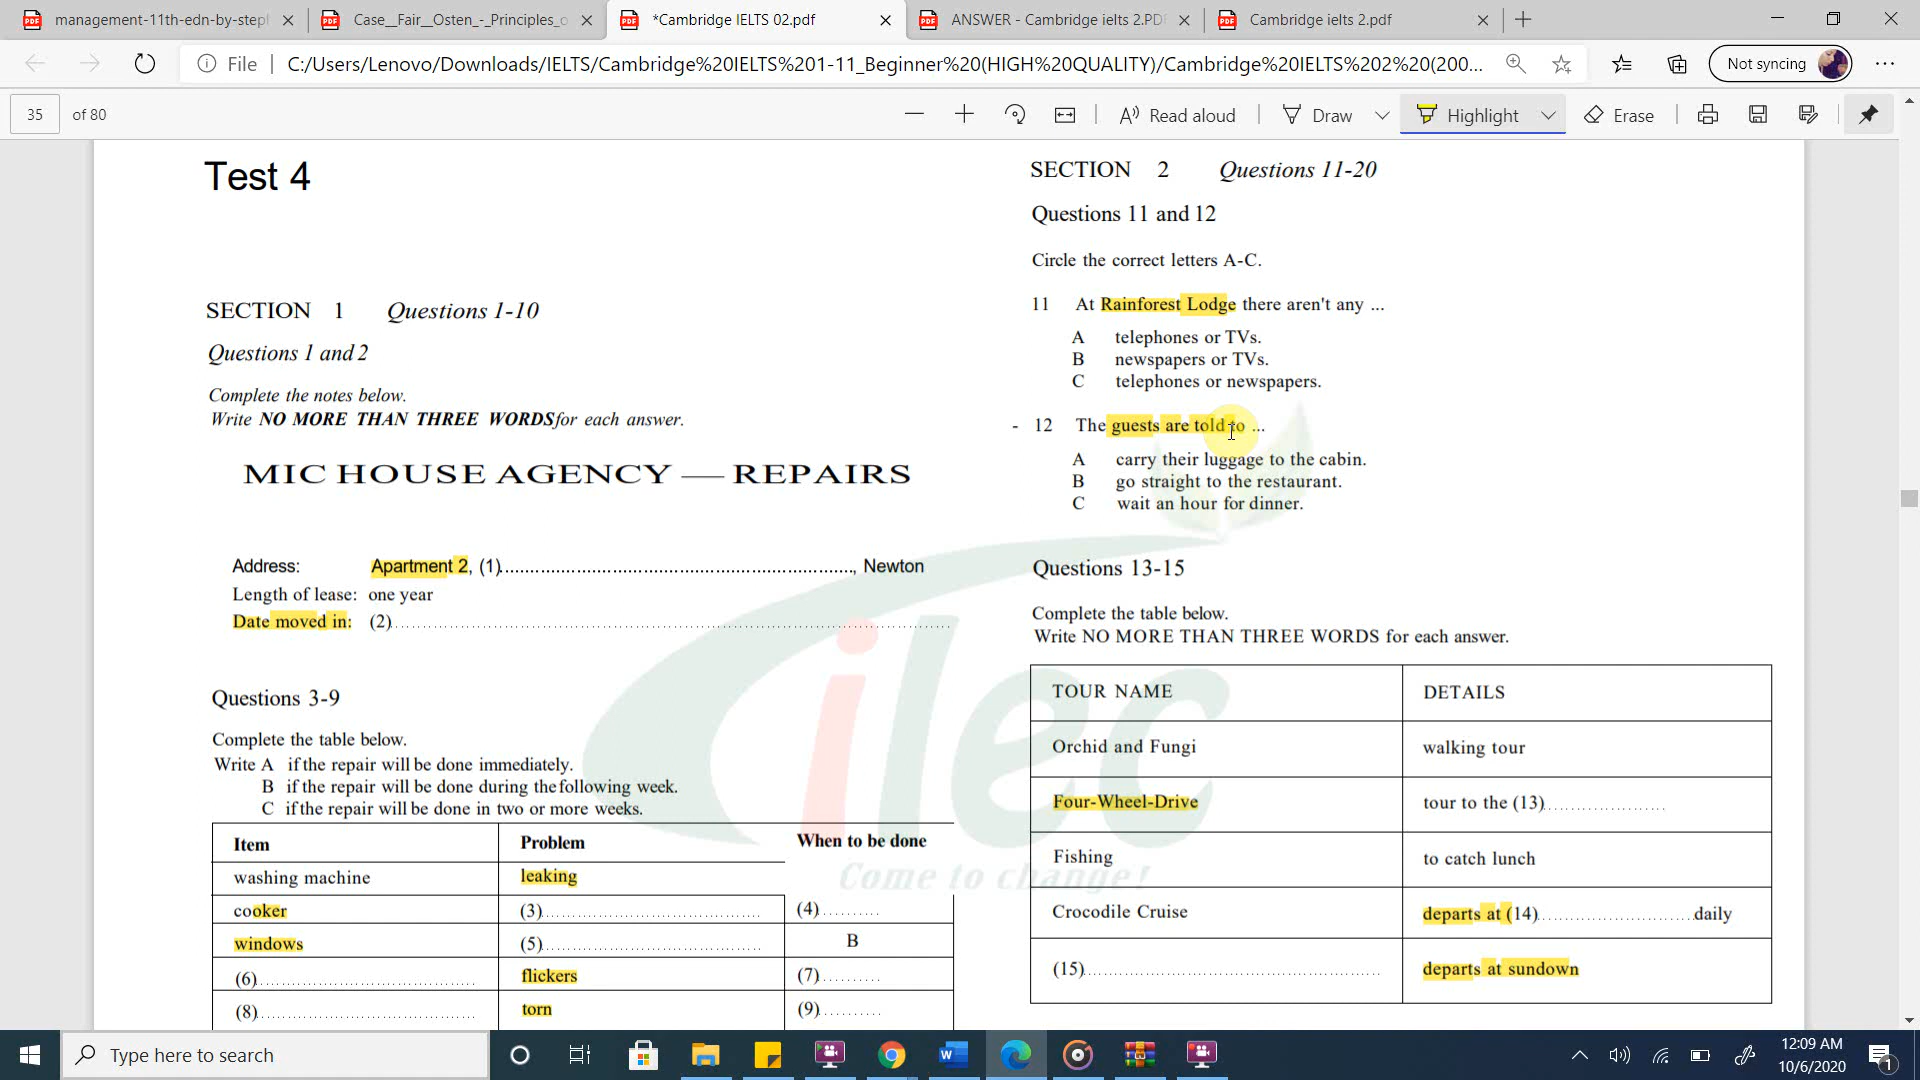 management-11th-edn-by-steph
Case__Fair__Osten_-_Principles_o
*Cambridge IELTS 02.pdf
ANSWER - Cambridge ielts 2.PDF
Cambridge ielts 2.pdf
File
C:/Users/Lenovo/Downloads/IELTS/Cambridge%20IELTS%201-11_Beginner%20(HIGH%20QUALITY)/Cambridge%20IELTS%202%20(200...
Not syncing
35 of 80
Read aloud
Draw
Highlight
Erase
Test 4
SECTION 1 Questions 1-10
Questions 1 and 2
Complete the notes below.
Write NO MORE THAN THREE WORDSfor each answer.
MIC HOUSE AGENCY — REPAIRS
Address: Apartment 2, (1)......................................................................, Newton
Length of lease: one year
Date moved in: (2)......................................................................
Questions 3-9
Complete the table below.
Write A if the repair will be done immediately.
B if the repair will be done during the following week.
C if the repair will be done in two or more weeks.
Item Problem When to be done
washing machine leaking
cooker (3)........................................ (4)..........
windows (5)........................................ B
(6)........................................ flickers (7)..........
(8)........................................ torn (9)..........
SECTION 2 Questions 11-20
Questions 11 and 12
Circle the correct letters A-C.
11 At Rainforest Lodge there aren't any ...
A telephones or TVs.
B newspapers or TVs.
C telephones or newspapers.
- 12 The guests are told to ...
A carry their luggage to the cabin.
B go straight to the restaurant.
C wait an hour for dinner.
Questions 13-15
Complete the table below.
Write NO MORE THAN THREE WORDS for each answer.
TOUR NAME DETAILS
Orchid and Fungi walking tour
Four-Wheel-Drive tour to the (13)......................
Fishing to catch lunch
Crocodile Cruise departs at (14)............................daily
(15)...................................................... departs at sundown
ilec
Come to change!
Type here to search
12:09 AM
10/6/2020
1